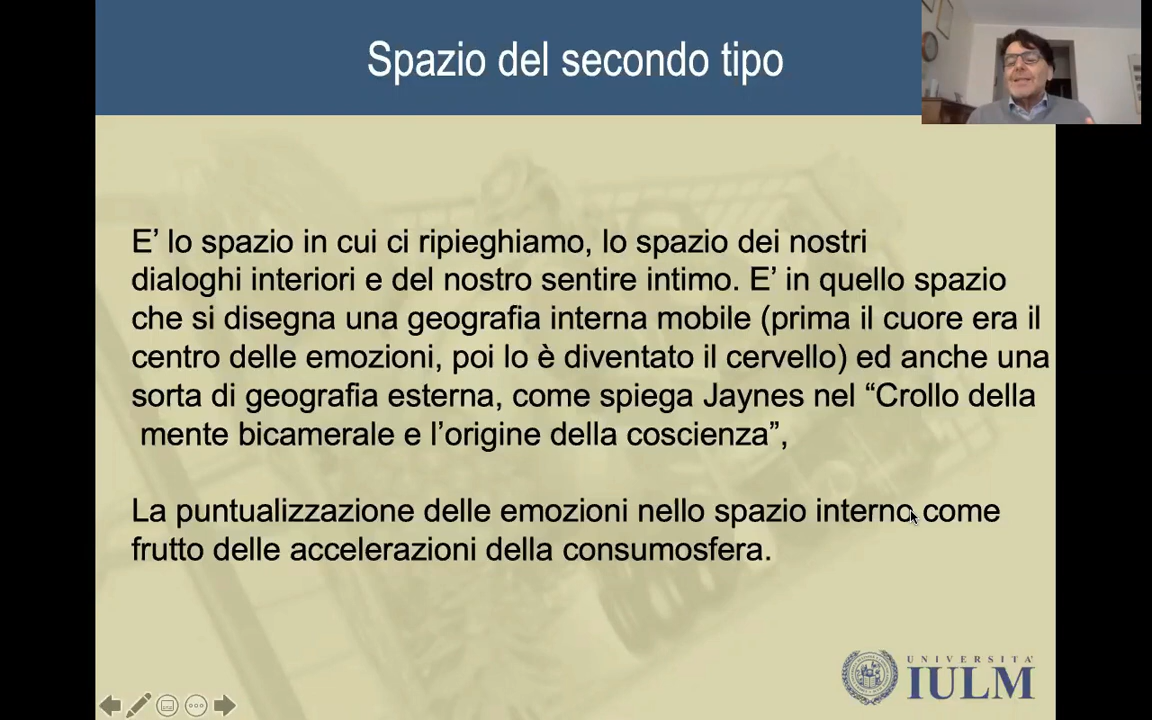 Spazio del secondo tipo
E’ lo spazio in cui ci ripieghiamo, lo spazio dei nostri
dialoghi interiori e del nostro sentire intimo. E’ in quello spazio
che si disegna una geografia interna mobile (prima il cuore era il
centro delle emozioni, poi lo è diventato il cervello) ed anche una
sorta di geografia esterna, come spiega Jaynes nel “Crollo della
mente bicamerale e l’origine della coscienza”,
La puntualizzazione delle emozioni nello spazio interno come
frutto delle accelerazioni della consumosfera.
UNIVERSITÀ
IULM